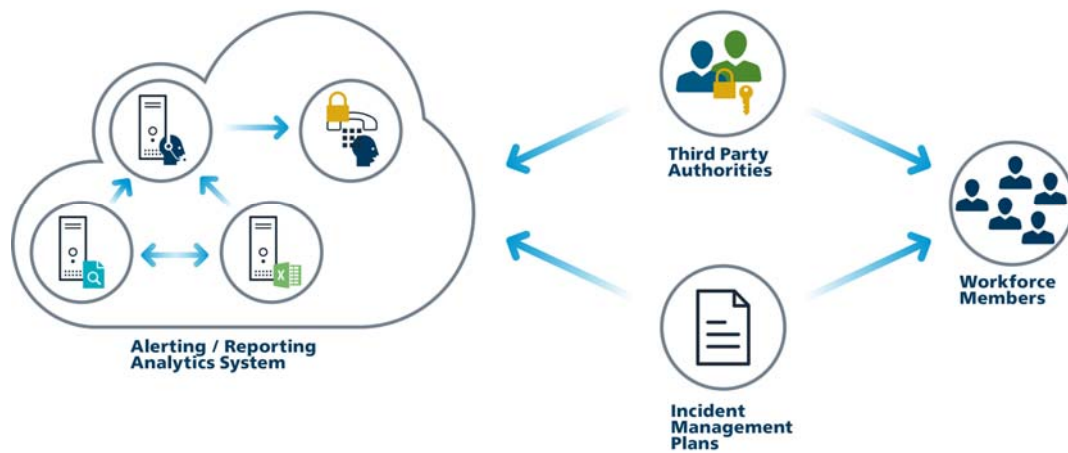 Third Party
Authorities
Workforce
Members
Alerting / Reporting
Analytics System
Incident
Management
Plans
X